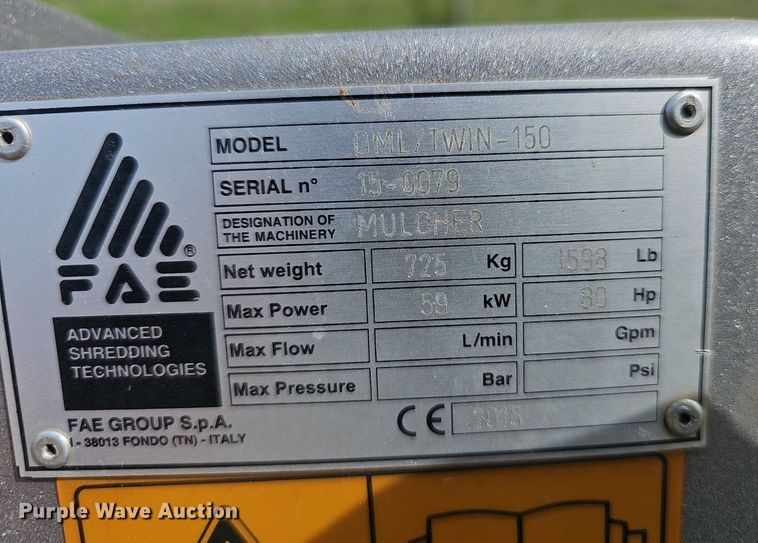 MODEL DML/TWIN-150
SERIAL n° 15-0079
DESIGNATION OF
THE MACHINERY MULCHER
Net weight 725 Kg 1598 Lb
Max Power 59 kW 80 Hp
Max Flow L/min Gpm
Max Pressure Bar Psi
CE 2015
FAE ®
ADVANCED
SHREDDING
TECHNOLOGIES
FAE GROUP S.p.A.
I - 38013 FONDO (TN) - ITALY
Purple Wave Auction